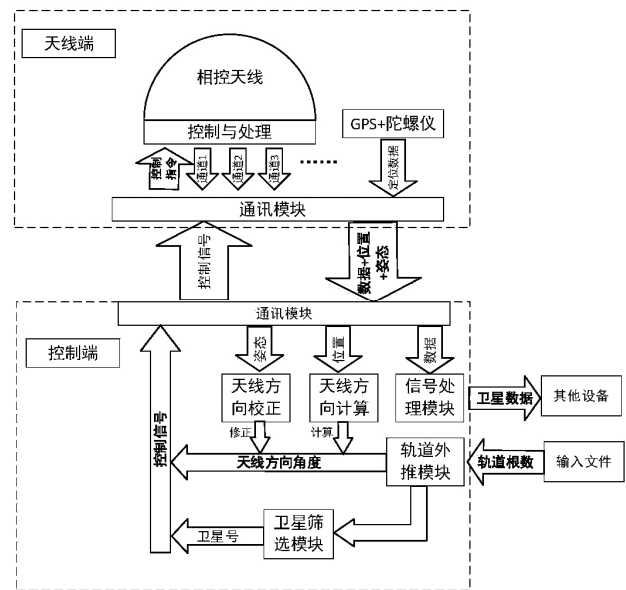 天线端
相控天线
控制与处理
GPS+陀螺仪
控制
指令
通道1
通道2
通道3
……
定位数据
通讯模块
控制信号
数据+位置
+姿态
通讯模块
控制端
姿态
位置
数据
天线方
向校正
天线方
向计算
信号处
理模块
卫星数据
其他设备
修正
计算
控制信号
天线方向角度
轨道外
推模块
轨道根数
输入文件
卫星号
卫星筛
选模块